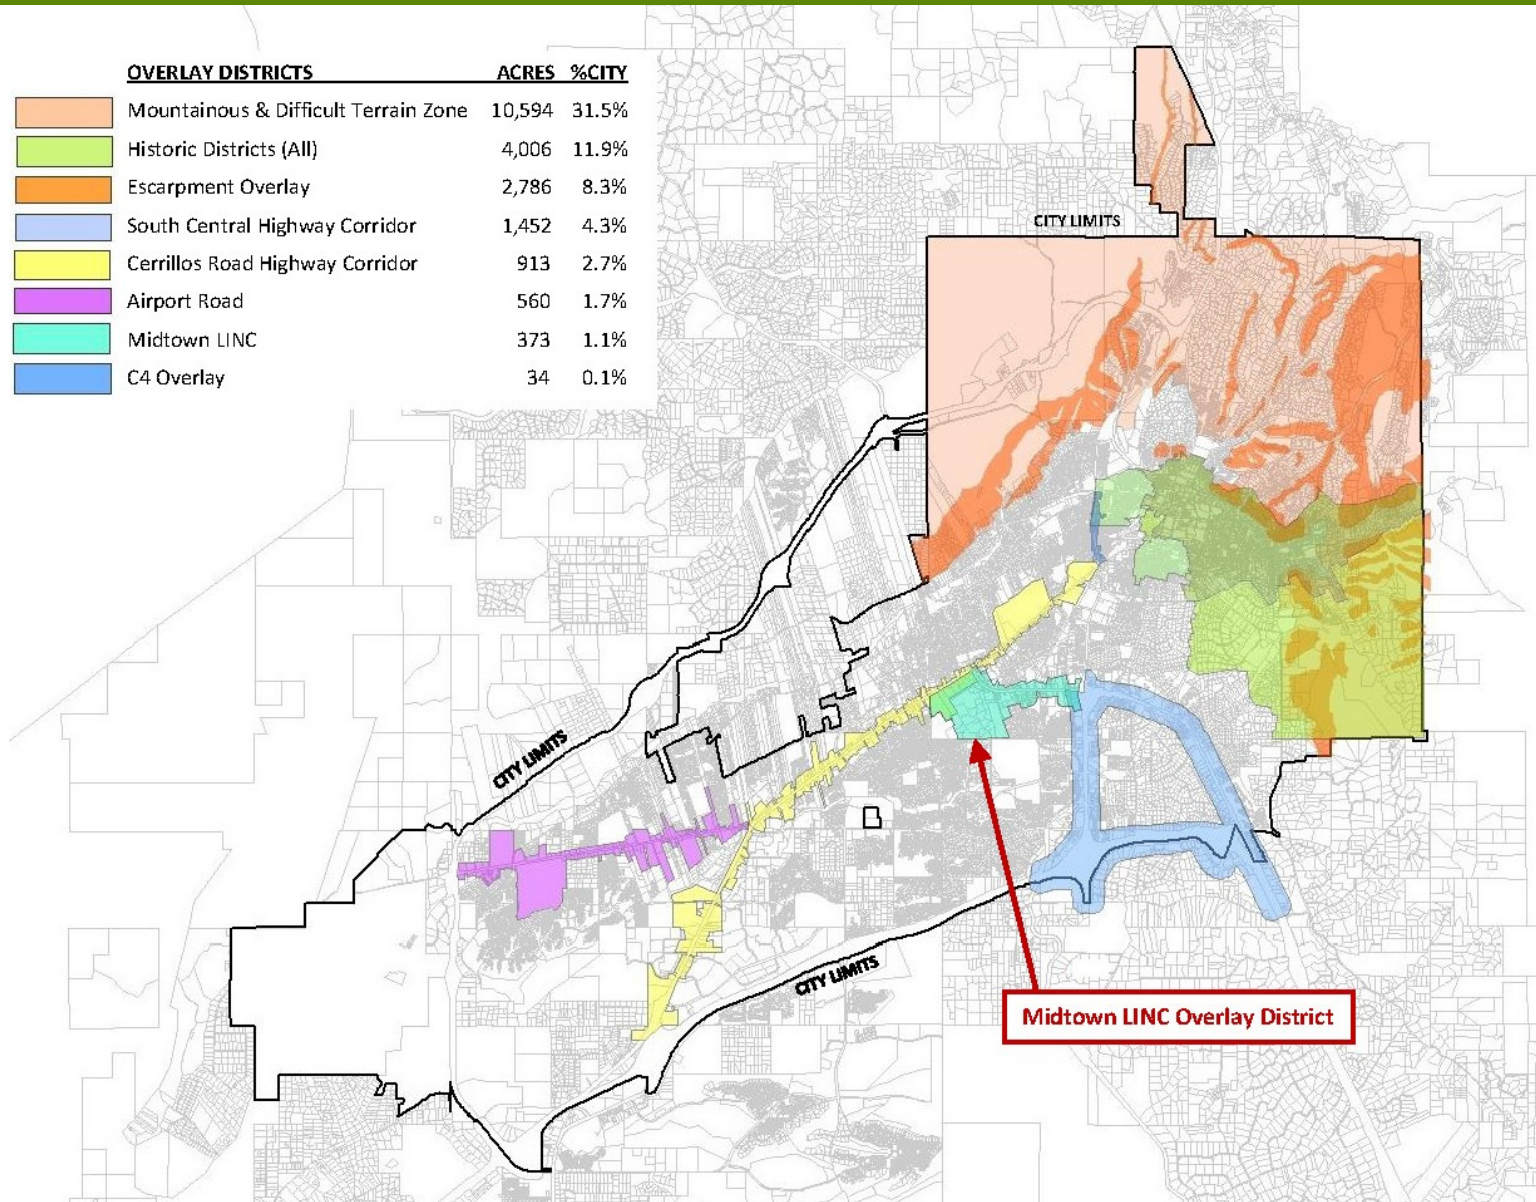 OVERLAY DISTRICTS ACRES %CITY
Mountainous & Difficult Terrain Zone 10,594 31.5%
Historic Districts (All) 4,006 11.9%
Escarpment Overlay 2,786 8.3%
South Central Highway Corridor 1,452 4.3%
Cerrillos Road Highway Corridor 913 2.7%
Airport Road 560 1.7%
Midtown LINC 373 1.1%
C4 Overlay 34 0.1%
CITY LIMITS
CITY LIMITS
CITY LIMITS
Midtown LINC Overlay District